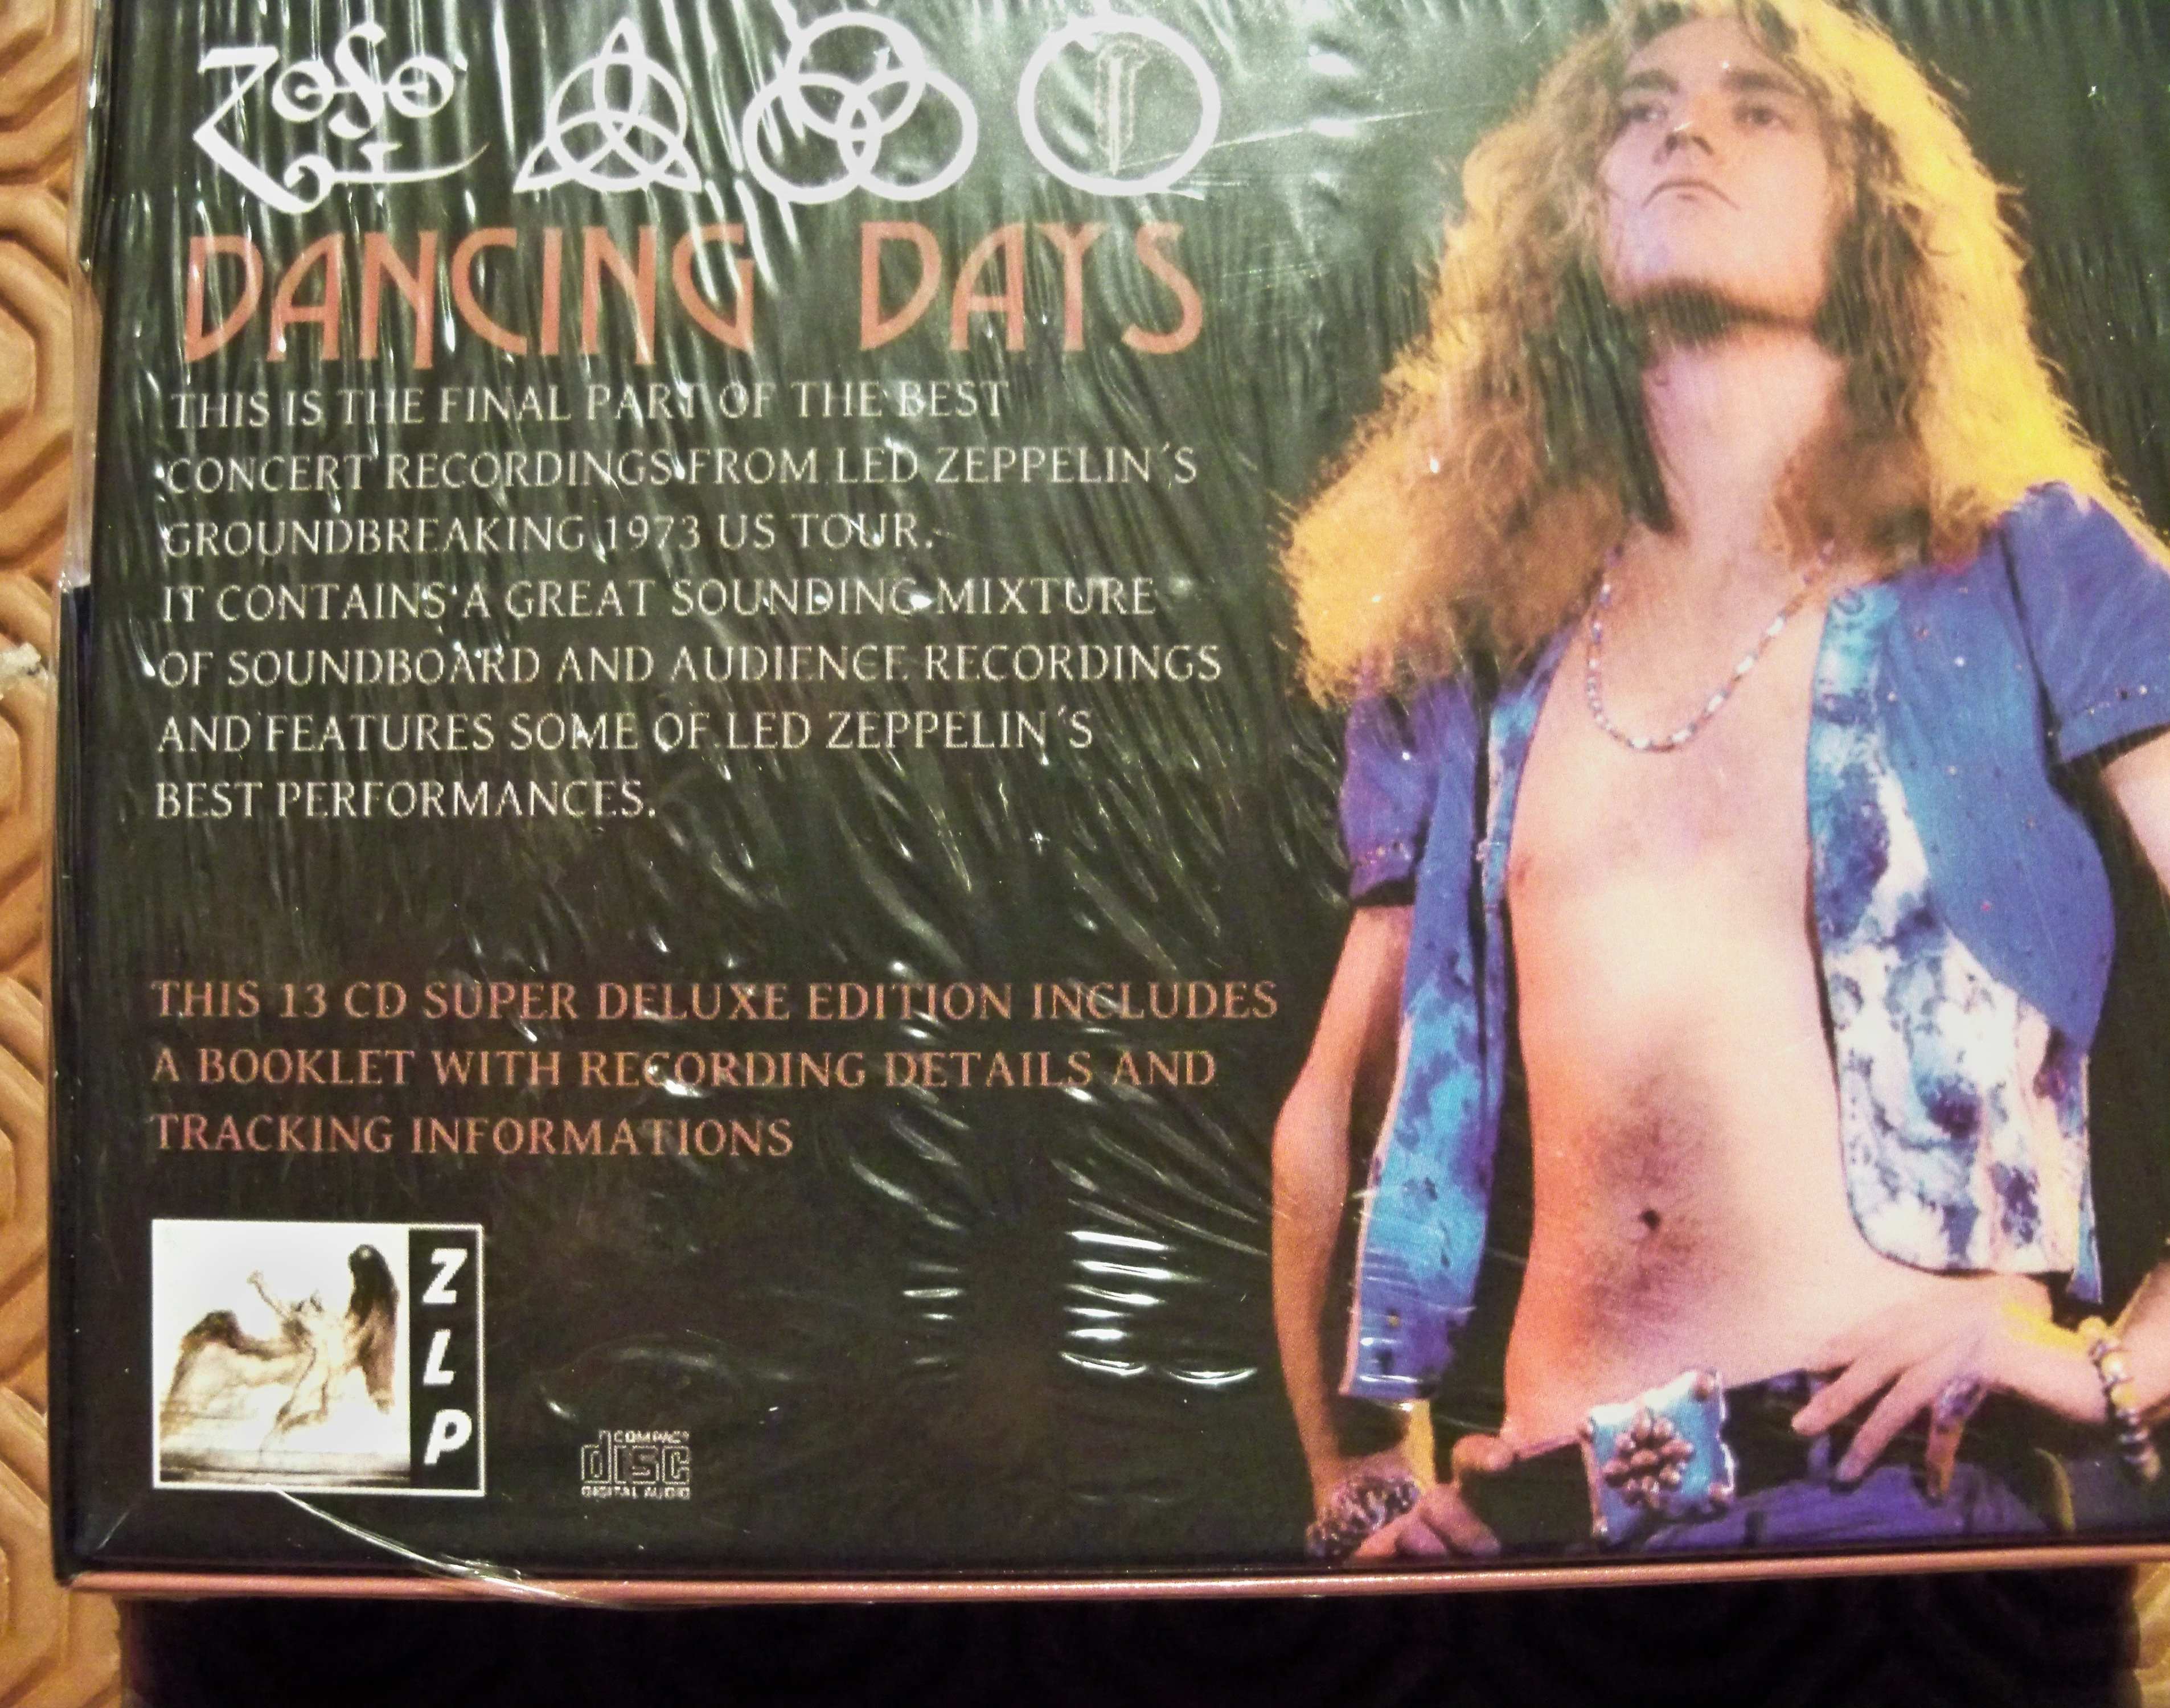 ZOSO
DANCING DAYS
THIS IS THE FINAL PART OF THE BEST
CONCERT RECORDINGS FROM LED ZEPPELIN´S
GROUNDBREAKING 1973 US TOUR.
IT CONTAINS A GREAT SOUNDING MIXTURE
OF SOUNDBOARD AND AUDIENCE RECORDINGS
AND FEATURES SOME OF LED ZEPPELIN´S
BEST PERFORMANCES.
THIS 13 CD SUPER DELUXE EDITION INCLUDES
A BOOKLET WITH RECORDING DETAILS AND
TRACKING INFORMATIONS
ZLP
COMPACT
disc
DIGITAL AUDIO